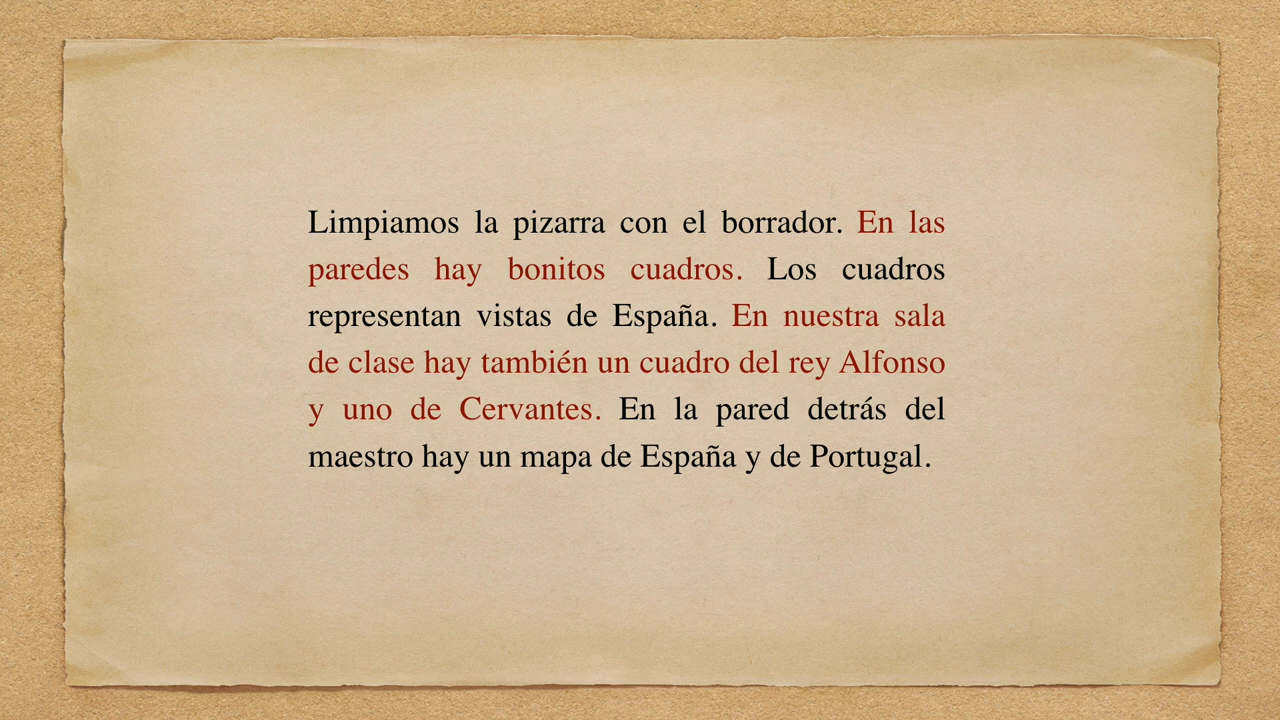 Limpiamos la pizarra con el borrador. En las
paredes hay bonitos cuadros. Los cuadros
representan vistas de España. En nuestra sala
de clase hay también un cuadro del rey Alfonso
y uno de Cervantes. En la pared detrás del
maestro hay un mapa de España y de Portugal.